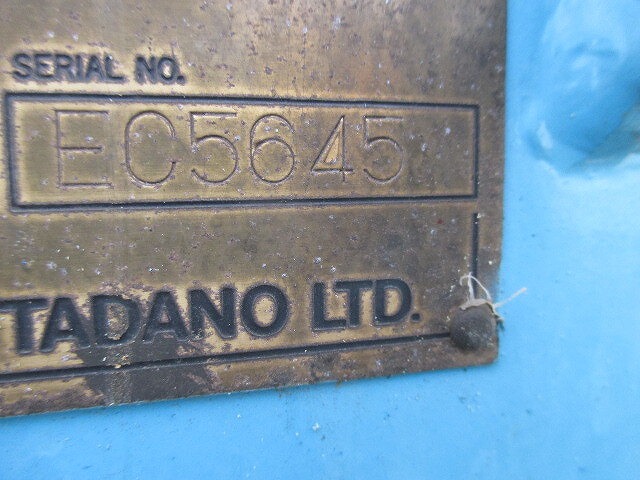 SERIAL NO.
EC5645
TADANO LTD.